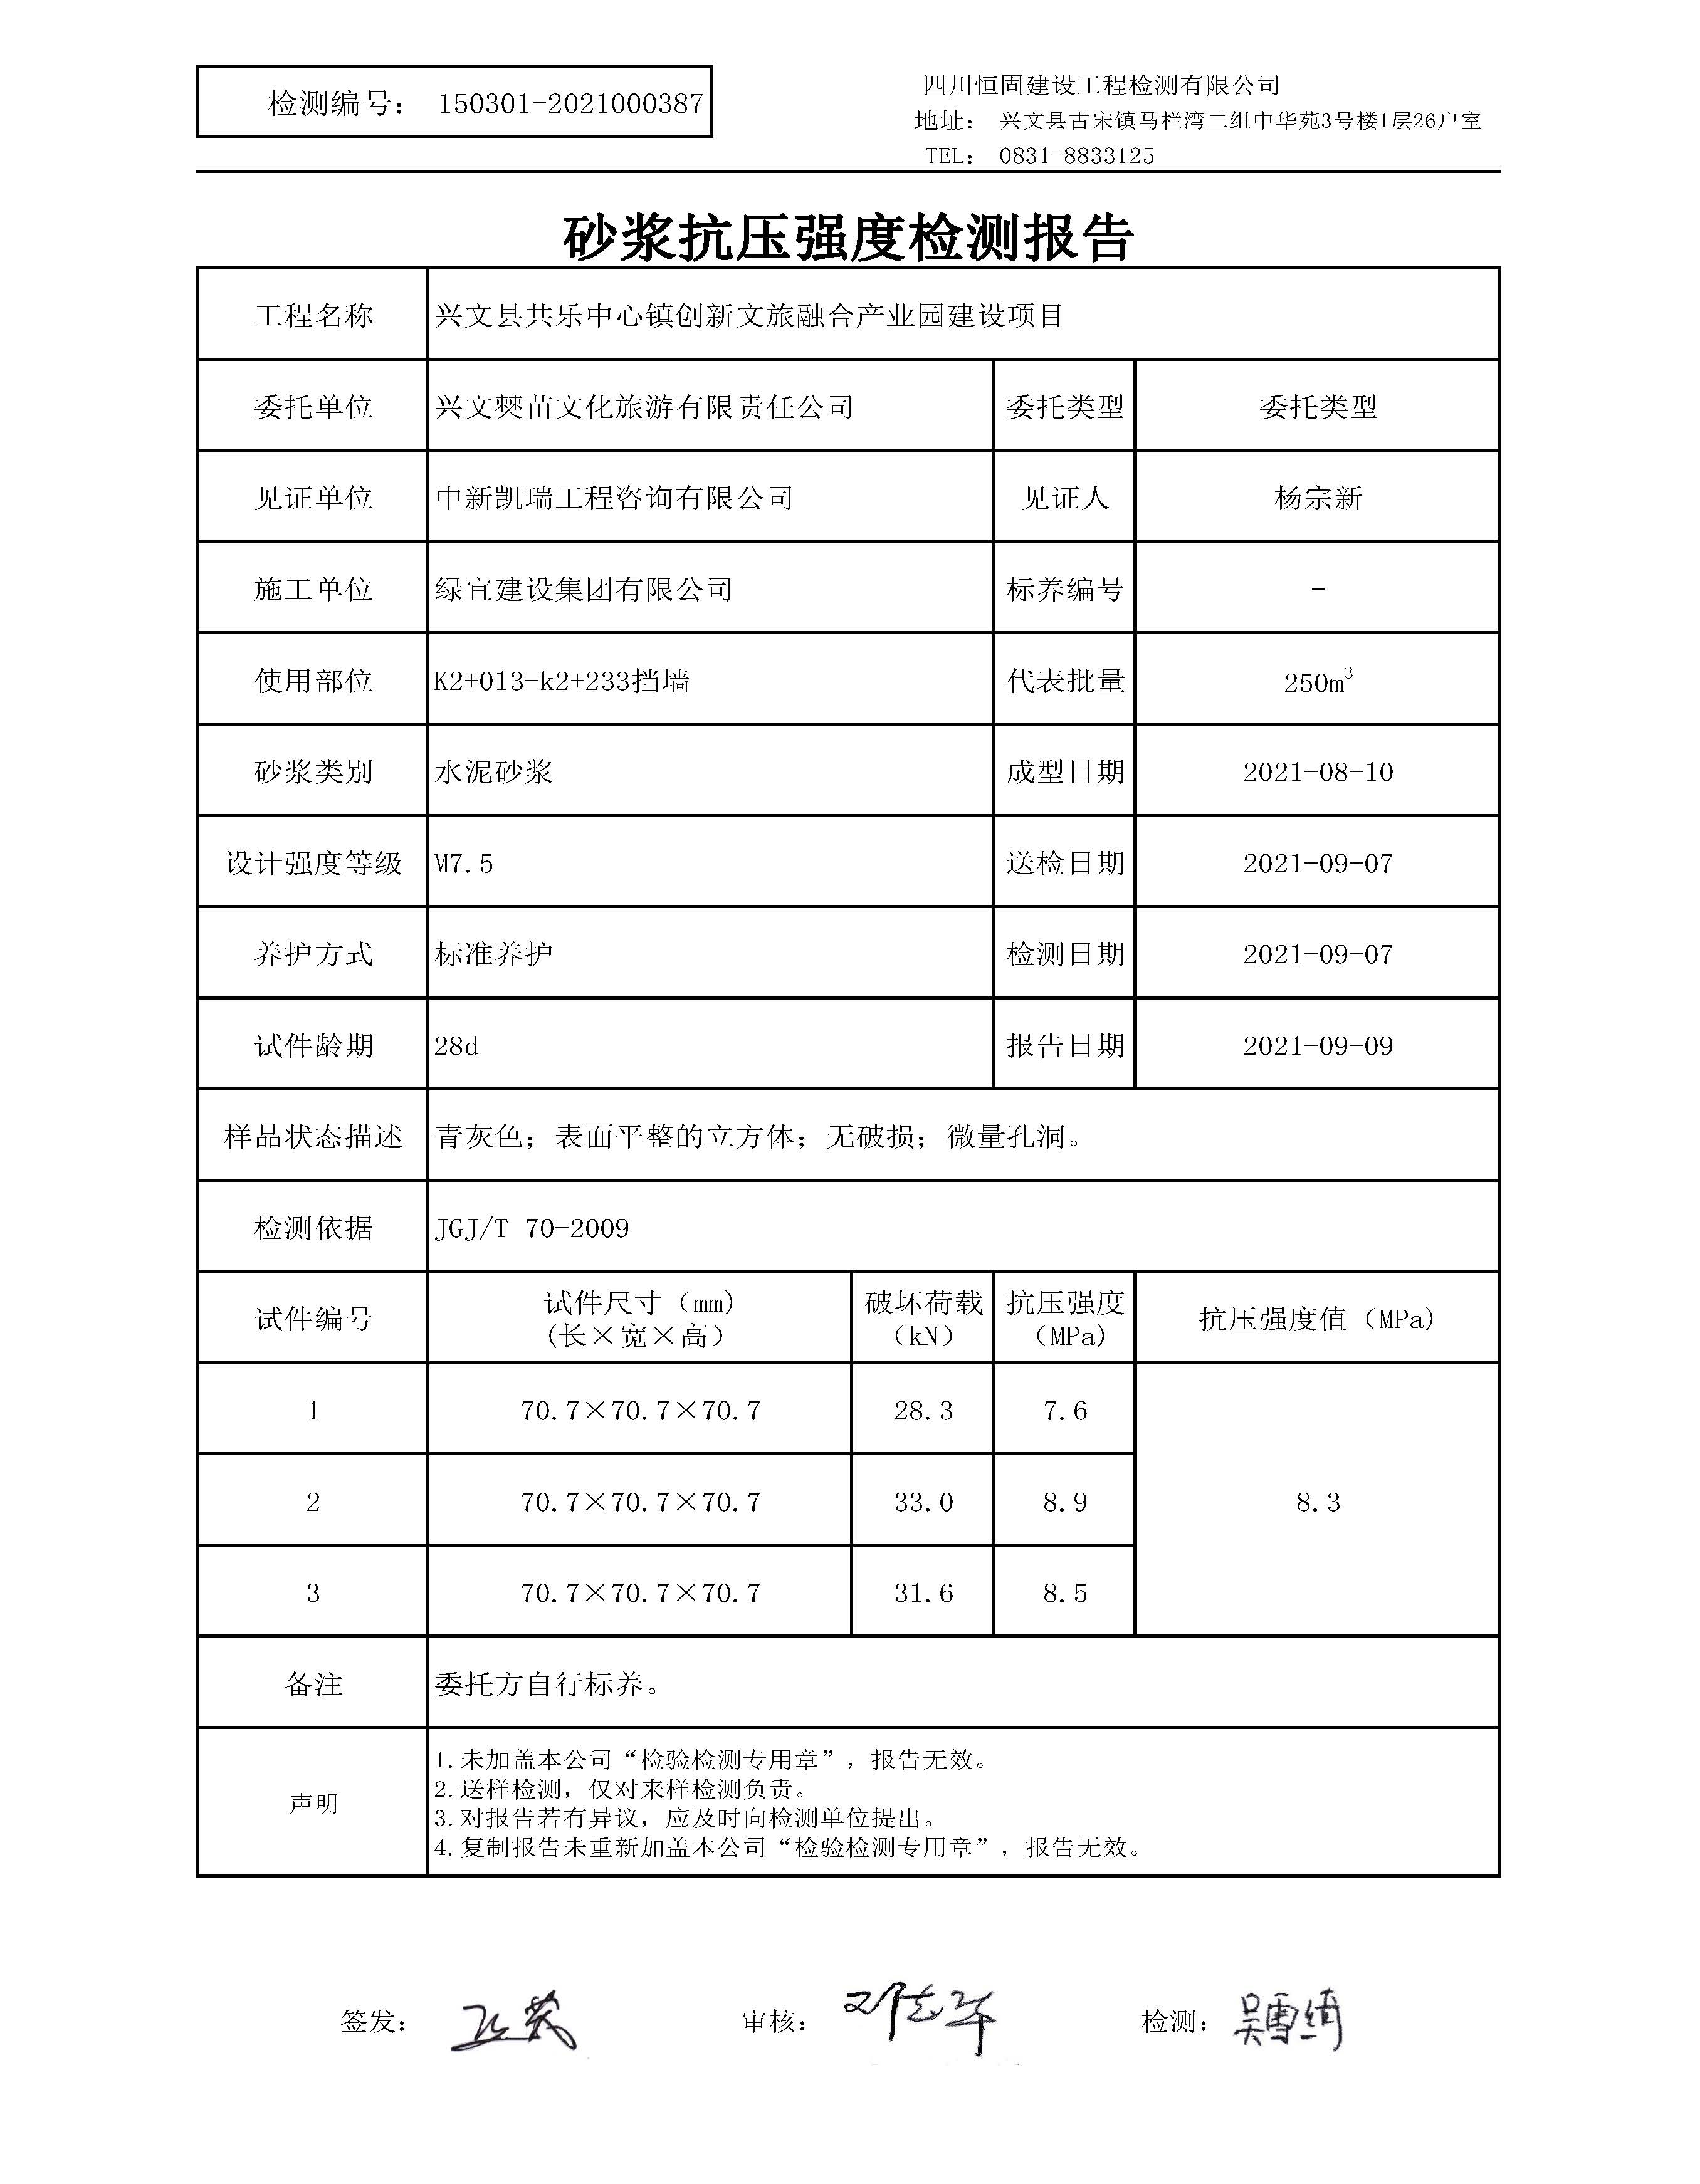 检测编号： 150301-2021000387
四川恒固建设工程检测有限公司
地址： 兴文县古宋镇马栏湾二组中华苑3号楼1层26户室
TEL： 0831-8833125
砂浆抗压强度检测报告
工程名称 兴文县共乐中心镇创新文旅融合产业园建设项目
委托单位 兴文僰苗文化旅游有限责任公司 委托类型 委托类型
见证单位 中新凯瑞工程咨询有限公司 见证人 杨宗新
施工单位 绿宜建设集团有限公司 标养编号 -
使用部位 K2+013-k2+233挡墙 代表批量 250m³
砂浆类别 水泥砂浆 成型日期 2021-08-10
设计强度等级 M7.5 送检日期 2021-09-07
养护方式 标准养护 检测日期 2021-09-07
试件龄期 28d 报告日期 2021-09-09
样品状态描述 青灰色；表面平整的立方体；无破损；微量孔洞。
检测依据 JGJ/T 70-2009
试件编号 试件尺寸（mm）(长×宽×高） 破坏荷载（kN） 抗压强度（MPa） 抗压强度值（MPa）
1 70.7×70.7×70.7 28.3 7.6
2 70.7×70.7×70.7 33.0 8.9 8.3
3 70.7×70.7×70.7 31.6 8.5
备注 委托方自行标养。
声明
1.未加盖本公司“检验检测专用章”，报告无效。
2.送样检测，仅对来样检测负责。
3.对报告若有异议，应及时向检测单位提出。
4.复制报告未重新加盖本公司“检验检测专用章”，报告无效。
签发： 审核： 检测：吴雪绮